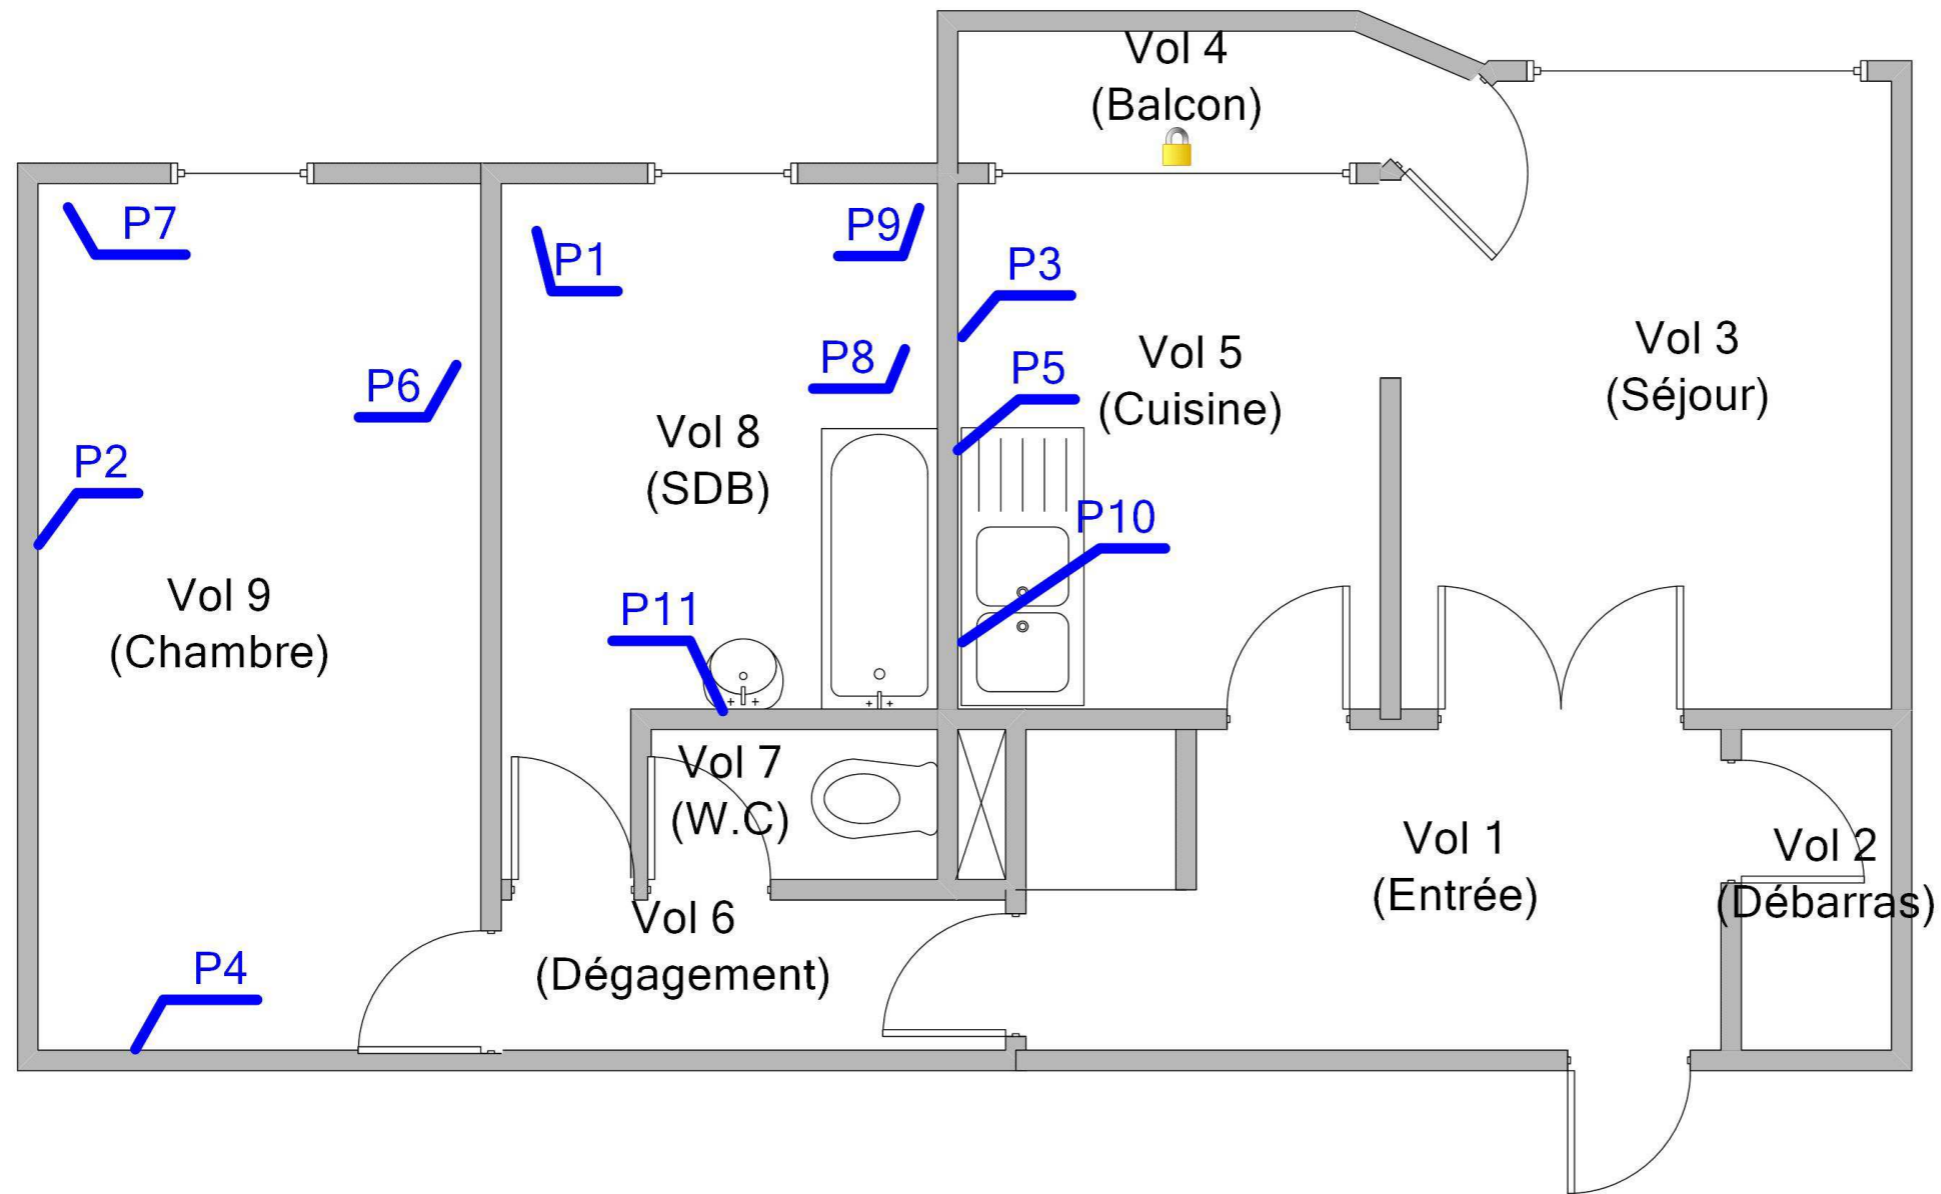 Vol 4
(Balcon)
P7
P1
P9
P3
Vol 3
(Séjour)
P6
P8
P5
Vol 5
(Cuisine)
P2
Vol 8
(SDB)
P10
Vol 9
(Chambre)
P11
Vol 7
(W.C)
Vol 1
(Entrée)
Vol 2
(Débarras)
Vol 6
(Dégagement)
P4